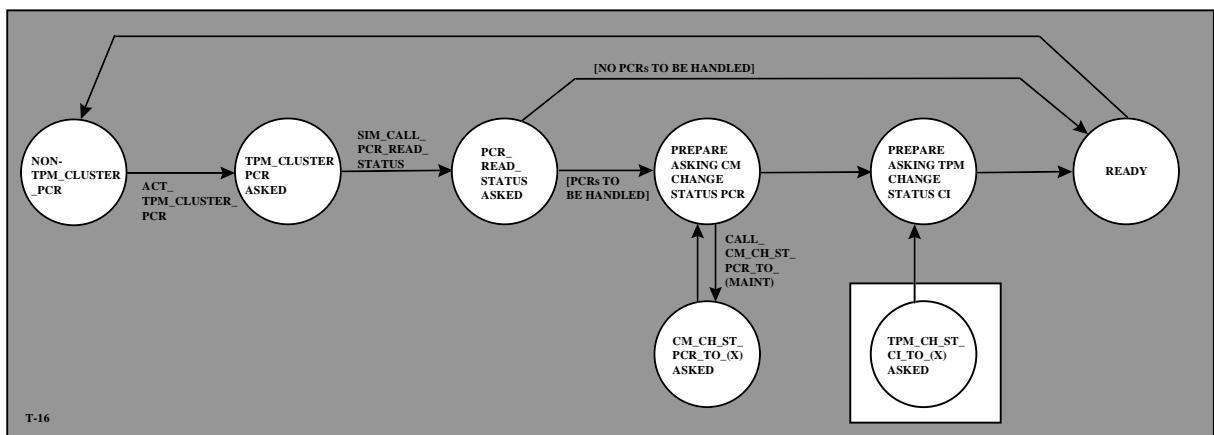 [NO PCRs TO BE HANDLED]
NON-
TPM_CLUSTER
_PCR
ACT_
TPM_CLUSTER_
PCR
TPM_CLUSTER
PCR
ASKED
SIM_CALL_
PCR_READ_
STATUS
PCR_
READ_
STATUS
ASKED
[PCRs TO
BE HANDLED]
PREPARE
ASKING CM
CHANGE
STATUS PCR
PREPARE
ASKING TPM
CHANGE
STATUS CI
READY
CALL_
CM_CH_ST_
PCR_TO_
(MAINT)
CM_CH_ST_
PCR_TO_(X)
ASKED
TPM_CH_ST_
CI_TO_(X)
ASKED
T-16